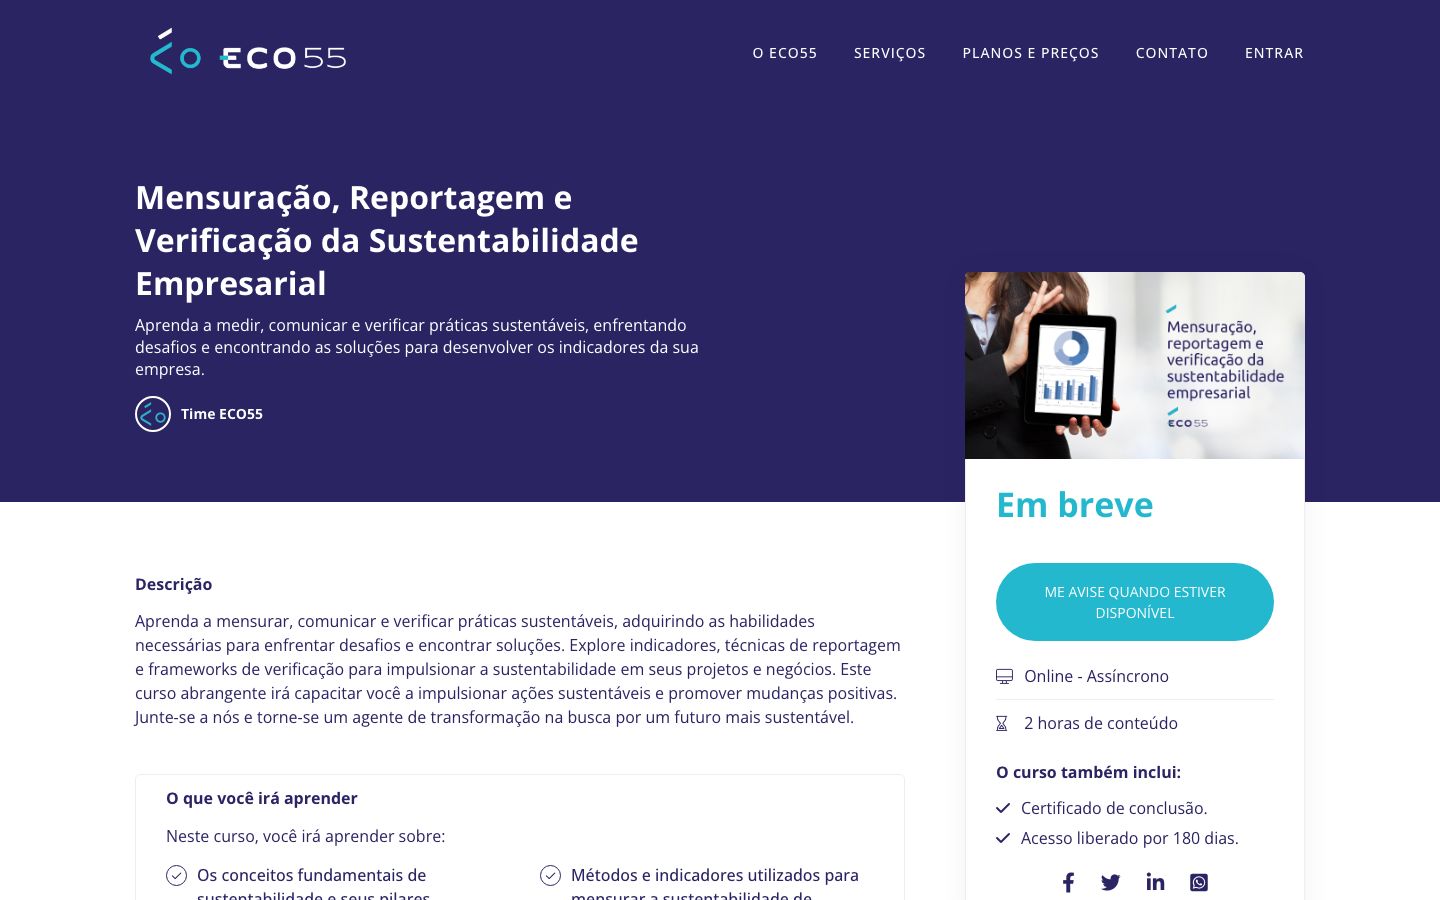 ECO55
O ECO55
SERVIÇOS
PLANOS E PREÇOS
CONTATO
ENTRAR
Mensuração, Reportagem e
Verificação da Sustentabilidade
Empresarial
Aprenda a medir, comunicar e verificar práticas sustentáveis, enfrentando
desafios e encontrando as soluções para desenvolver os indicadores da sua
empresa.
Time ECO55
Mensuração,
reportagem e
verificação da
sustentabilidade
empresarial
ECO55
Em breve
ME AVISE QUANDO ESTIVER
DISPONÍVEL
Online - Assíncrono
2 horas de conteúdo
O curso também inclui:
Certificado de conclusão.
Acesso liberado por 180 dias.
Descrição
Aprenda a mensurar, comunicar e verificar práticas sustentáveis, adquirindo as habilidades
necessárias para enfrentar desafios e encontrar soluções. Explore indicadores, técnicas de reportagem
e frameworks de verificação para impulsionar a sustentabilidade em seus projetos e negócios. Este
curso abrangente irá capacitar você a impulsionar ações sustentáveis e promover mudanças positivas.
Junte-se a nós e torne-se um agente de transformação na busca por um futuro mais sustentável.
O que você irá aprender
Neste curso, você irá aprender sobre:
Os conceitos fundamentais de
sustentabilidade e seus pilares
Métodos e indicadores utilizados para
mensurar a sustentabilidade de